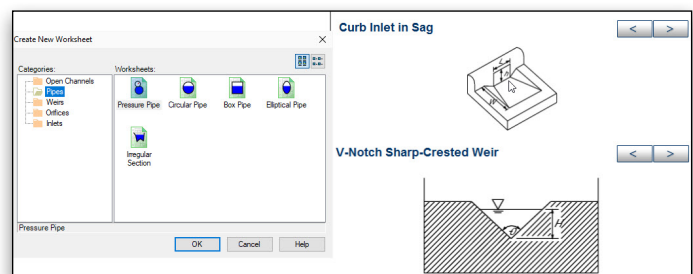 Create New Worksheet
Categories:
Open Channels
Pipes
Weirs
Orifices
Inlets
Worksheets:
Pressure Pipe
Circular Pipe
Box Pipe
Elliptical Pipe
Irregular
Section
Pressure Pipe
OK
Cancel
Help
Curb Inlet in Sag
< >
L
h
W
V-Notch Sharp-Crested Weir
< >
H